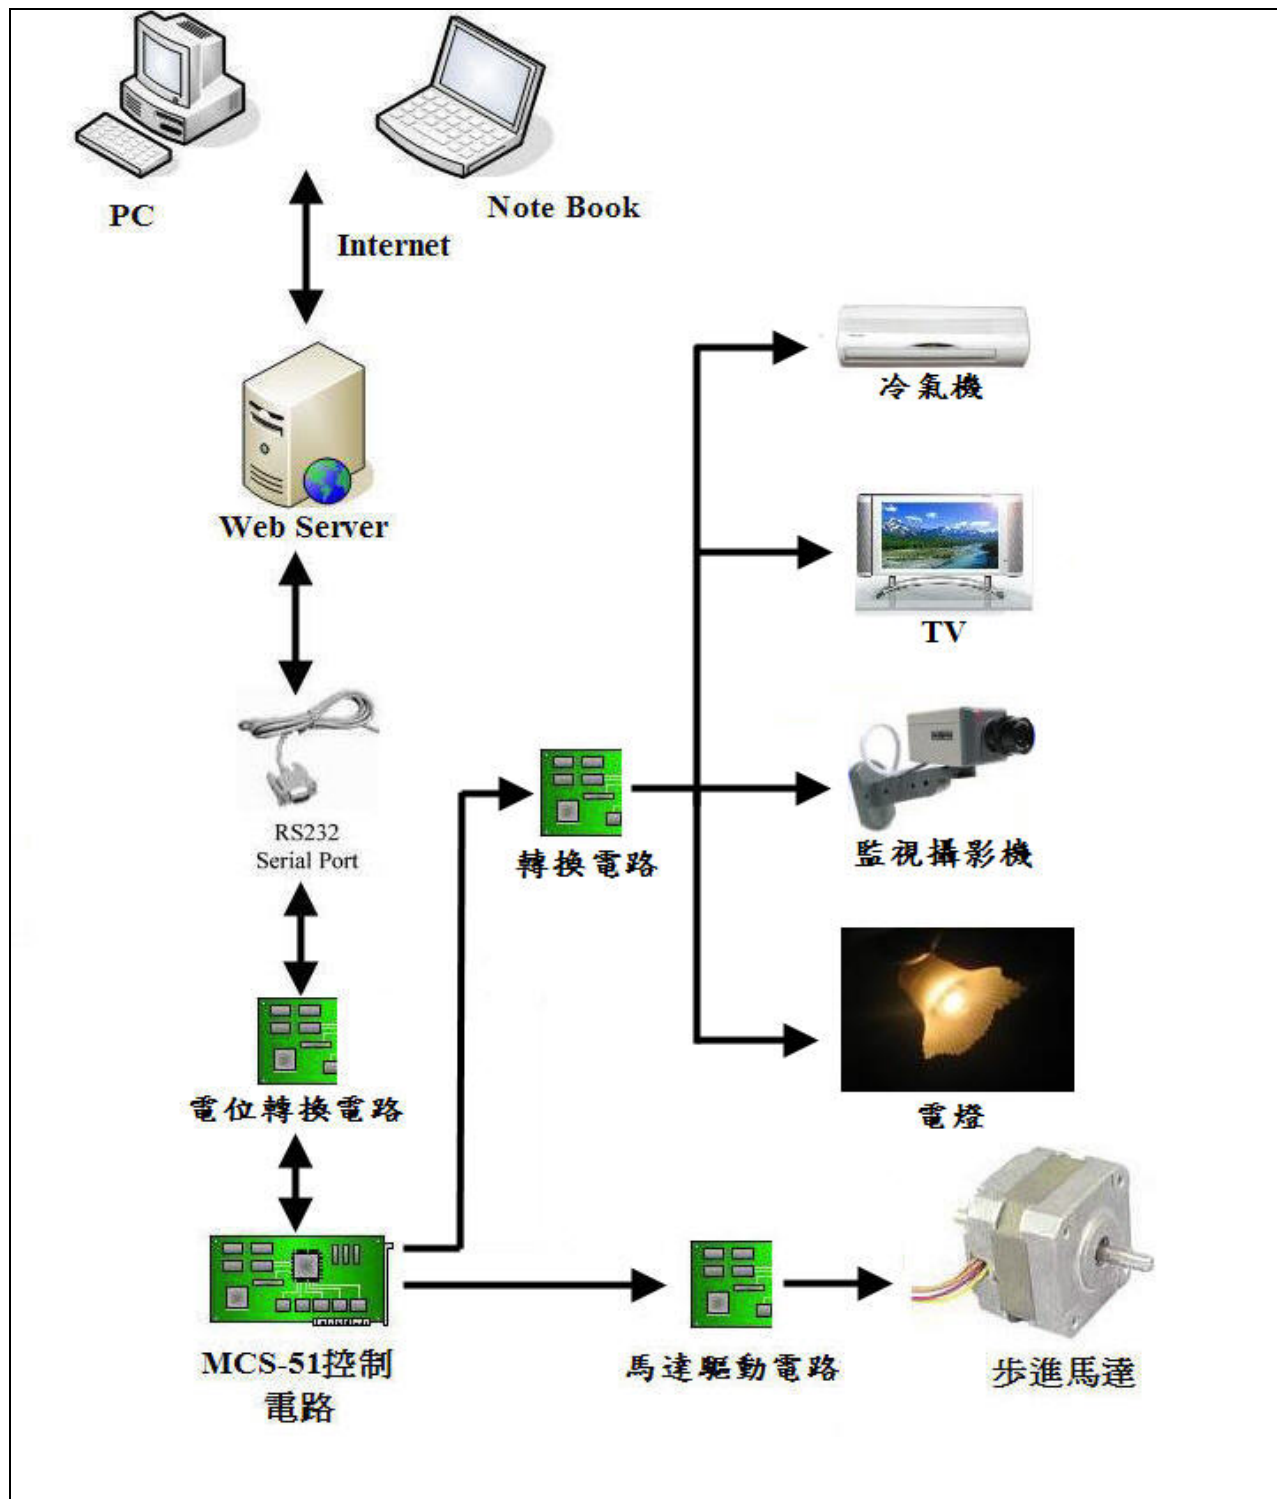 PC
Note Book
Internet
冷氣機
Web Server
TV
RS232
Serial Port
轉換電路
監視攝影機
電位轉換電路
電燈
MCS-51控制
電路
馬達驅動電路
步進馬達